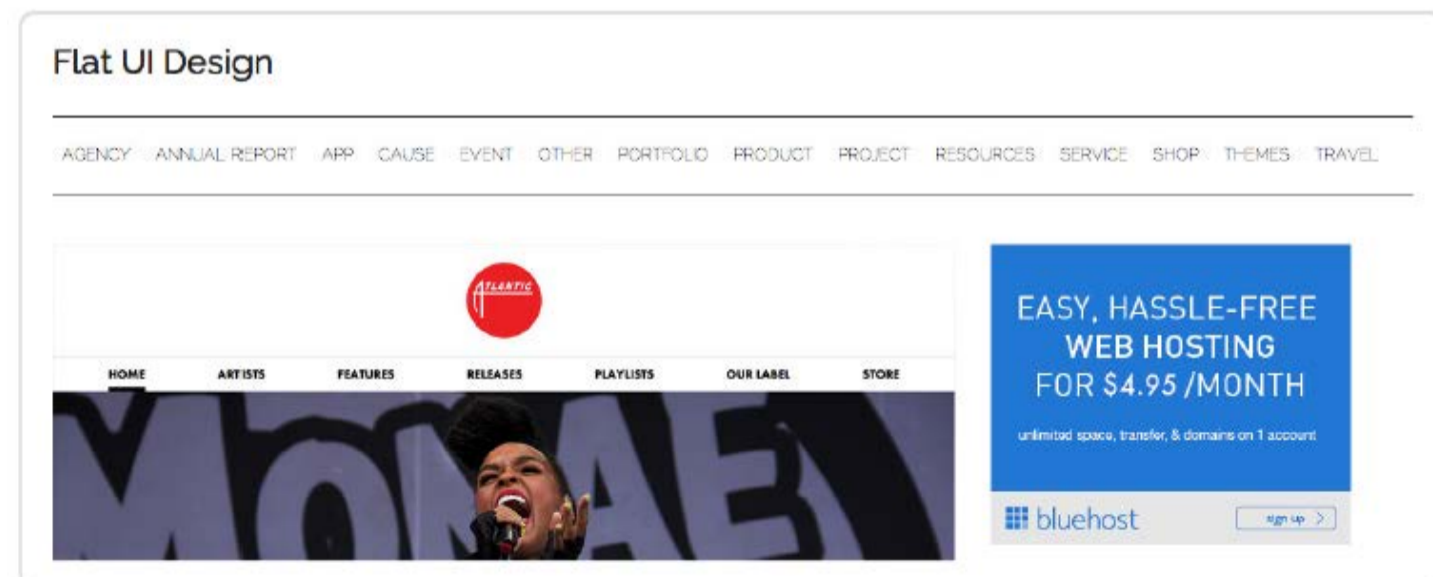 Flat UI Design
AGENCY ANNUAL REPORT APP CAUSE EVENT OTHER PORTFOLIO PRODUCT PROJECT RESOURCES SERVICE SHOP THEMES TRAVEL
ATLANTIC
HOME ARTISTS FEATURES RELEASES PLAYLISTS OUR LABEL STORE
MONAE
EASY, HASSLE-FREE
WEB HOSTING
FOR $4.95 /MONTH
unlimited space, transfer, & domains on 1 account
bluehost
sign up >